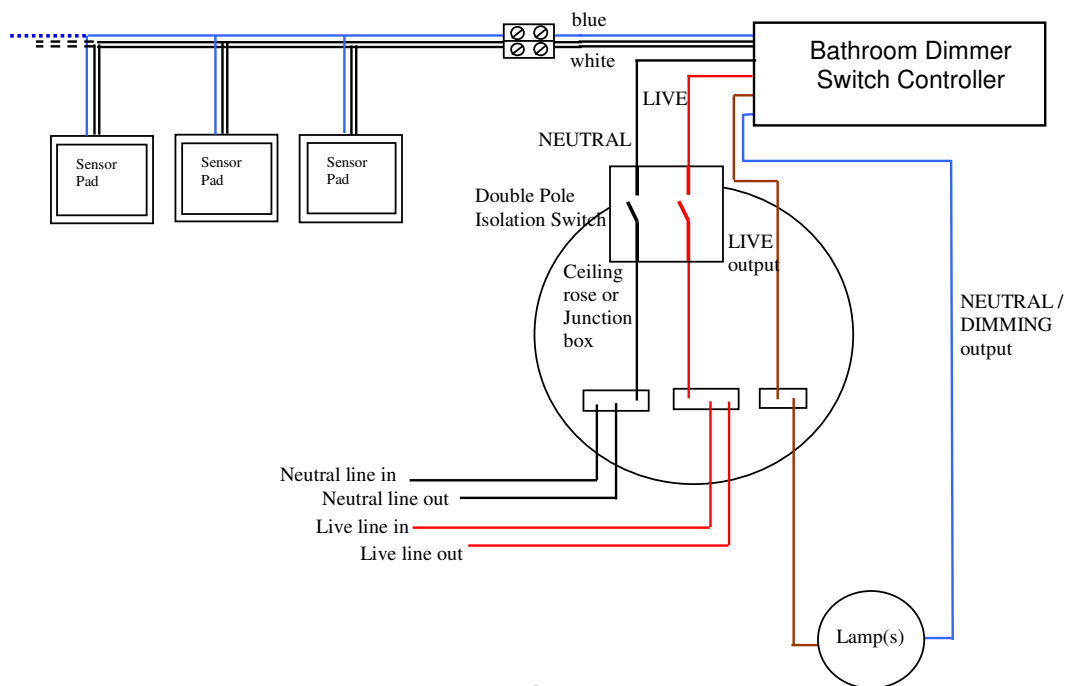 blue
white
Bathroom Dimmer
Switch Controller
LIVE
NEUTRAL
Sensor
Pad
Sensor
Pad
Sensor
Pad
Double Pole
Isolation Switch
LIVE
output
Ceiling
rose or
Junction
box
NEUTRAL /
DIMMING
output
Neutral line in
Neutral line out
Live line in
Live line out
Lamp(s)